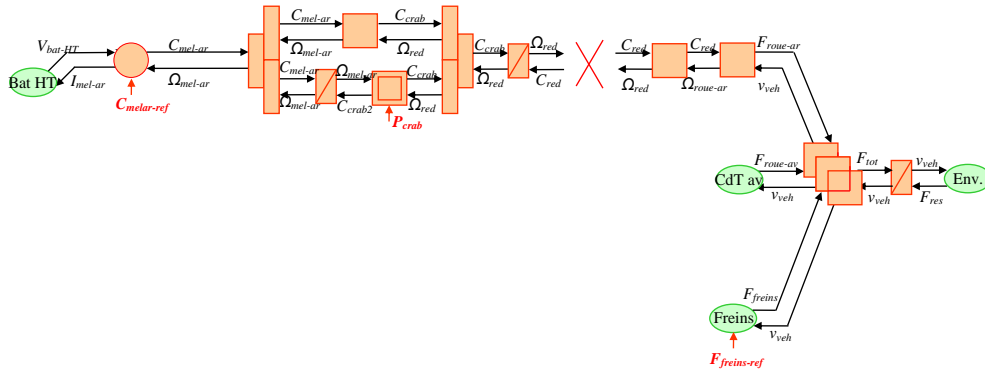 C_mel-ar C_crab
Ω_mel-ar Ω_red
V_bat-HT C_mel-ar
Bat HT I_mel-ar Ω_mel-ar
C_melar-ref
C_mel-ar Ω_mel-ar C_crab
Ω_mel-ar C_crab2 Ω_red
P_crab
C_crab Ω_red
Ω_red C_red
C_red C_red F_roue-ar
Ω_red Ω_roue-ar v_veh
F_roue-av F_tot v_veh
CdT av Env.
v_veh v_veh F_res
F_freins
Freins
v_veh
F_freins-ref